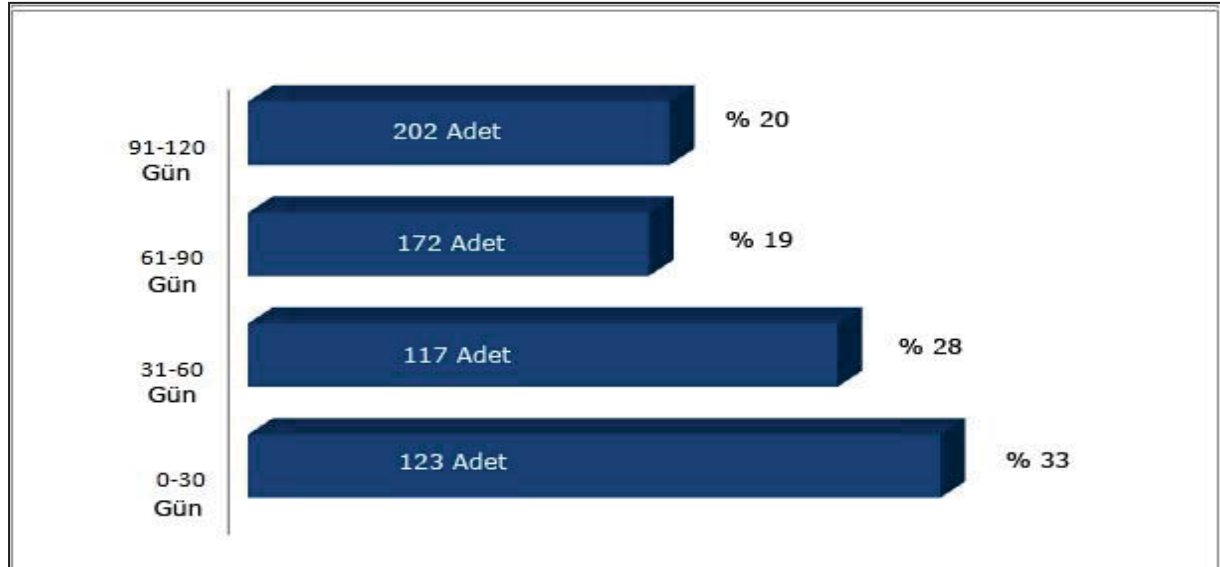 202 Adet
% 20
91-120
Gün
172 Adet
% 19
61-90
Gün
117 Adet
% 28
31-60
Gün
123 Adet
% 33
0-30
Gün